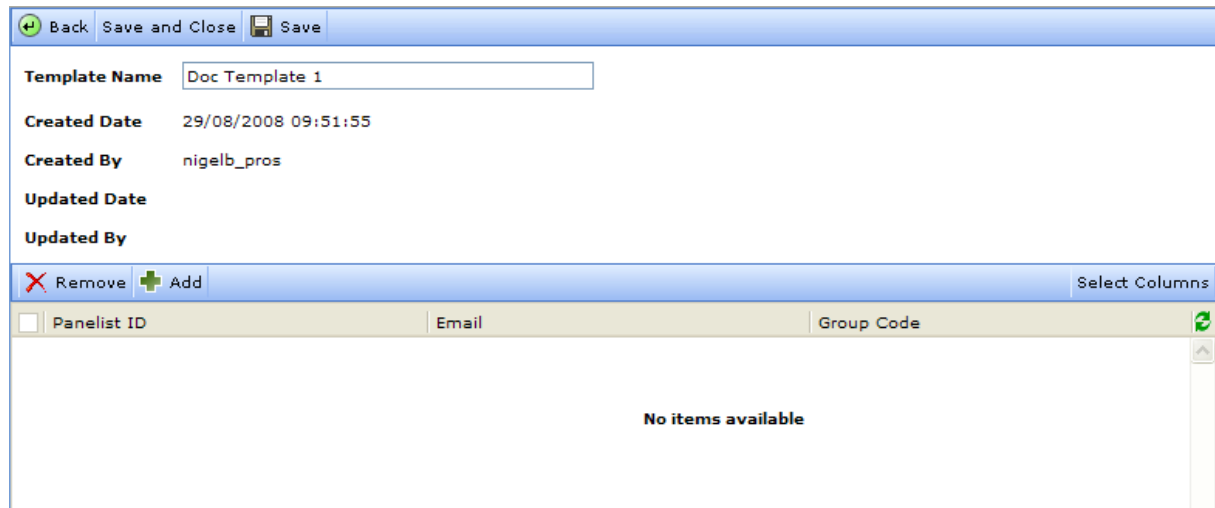 Back Save and Close Save
Template Name Doc Template 1
Created Date 29/08/2008 09:51:55
Created By nigelb_pros
Updated Date
Updated By
Remove Add Select Columns
Panelist ID Email Group Code
No items available